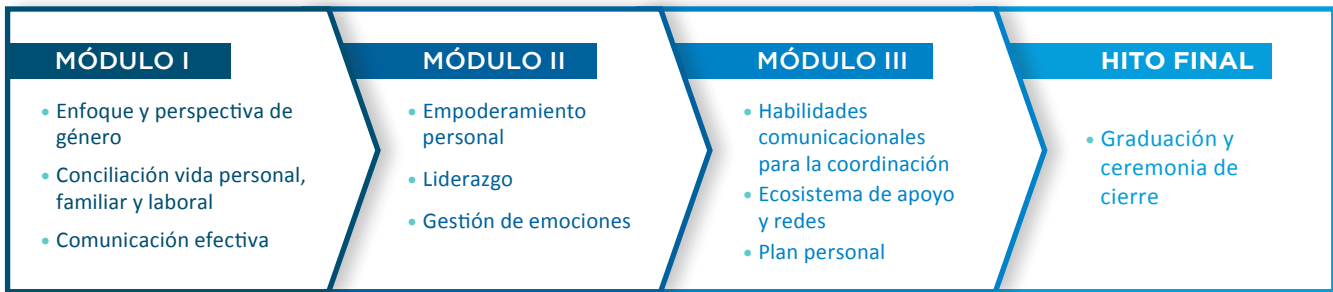 MÓDULO I
• Enfoque y perspectiva de
género
• Conciliación vida personal,
familiar y laboral
• Comunicación efectiva
MÓDULO II
• Empoderamiento
personal
• Liderazgo
• Gestión de emociones
MÓDULO III
• Habilidades
comunicacionales
para la coordinación
• Ecosistema de apoyo
y redes
• Plan personal
HITO FINAL
• Graduación y
ceremonia de
cierre